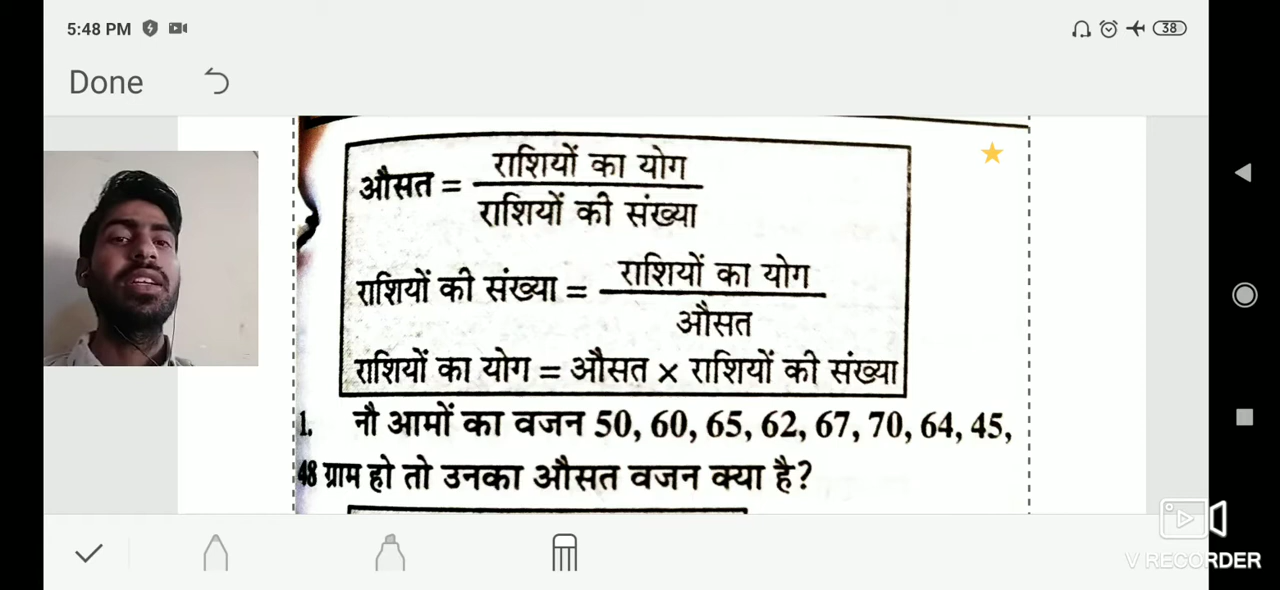 5:48 PM
38
Done
औसत = राशियों का योग
राशियों की संख्या
राशियों की संख्या = राशियों का योग
औसत
राशियों का योग = औसत × राशियों की संख्या
1. नौ आमों का वजन 50, 60, 65, 62, 67, 70, 64, 45,
48 ग्राम हो तो उनका औसत वजन क्या है?
V RECORDER